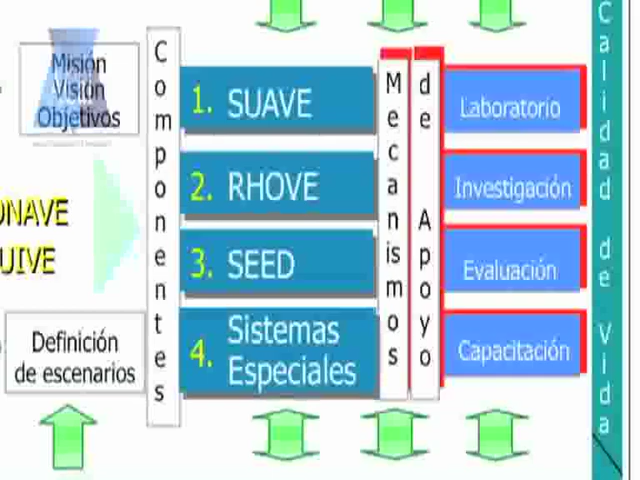 Misión
Visión
Objetivos
ONAVE
UIVE
Definición
de escenarios
Componentes
1. SUAVE
2. RHOVE
3. SEED
4. Sistemas
Especiales
Mecanismos
de Apoyo
Laboratorio
Investigación
Evaluación
Capacitación
Calidad de Vida